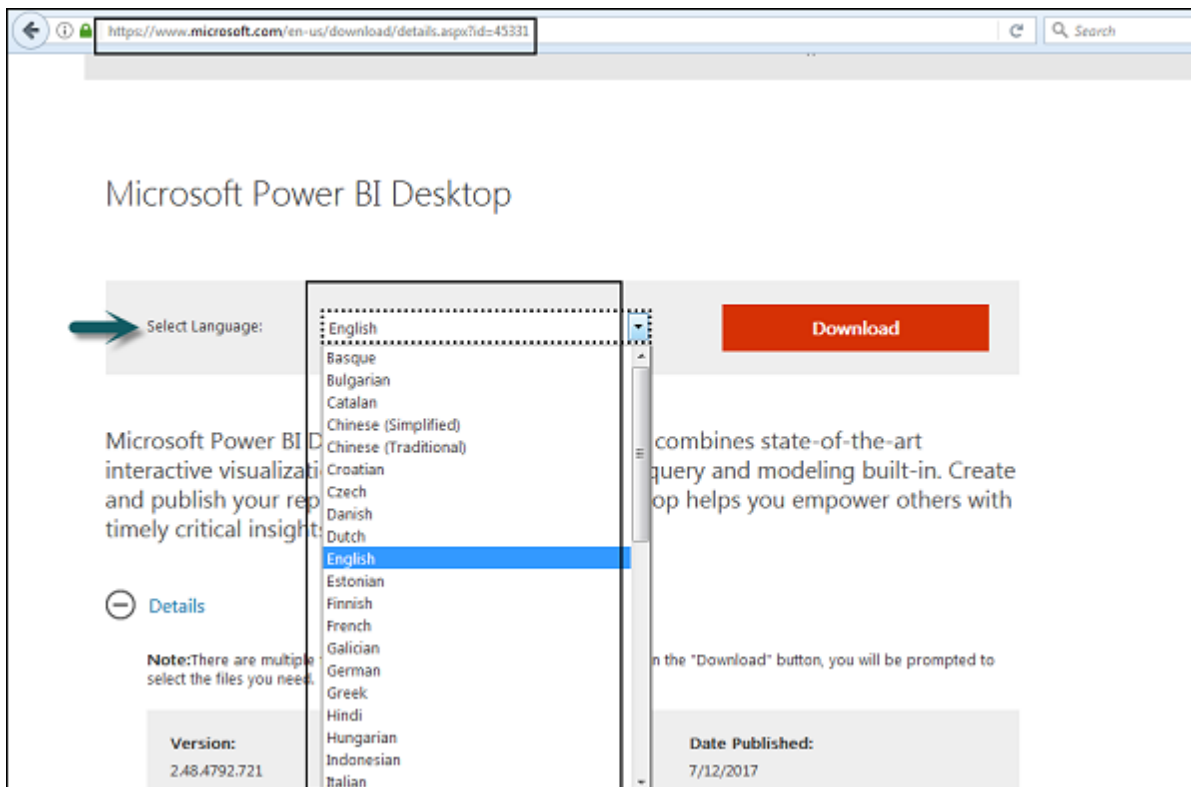 https://www.microsoft.com/en-us/download/details.aspx?id=45331
Search
Microsoft Power BI Desktop
Select Language:
English
Download
Basque
Bulgarian
Catalan
Chinese (Simplified)
Chinese (Traditional)
Croatian
Czech
Danish
Dutch
English
Estonian
Finnish
French
Galician
German
Greek
Hindi
Hungarian
Indonesian
Italian
Microsoft Power BI D combines state-of-the-art
interactive visualizati query and modeling built-in. Create
and publish your rep op helps you empower others with
timely critical insight
Details
Note:There are multiple n the "Download" button, you will be prompted to
select the files you need.
Version:
2.48.4792.721
Date Published:
7/12/2017